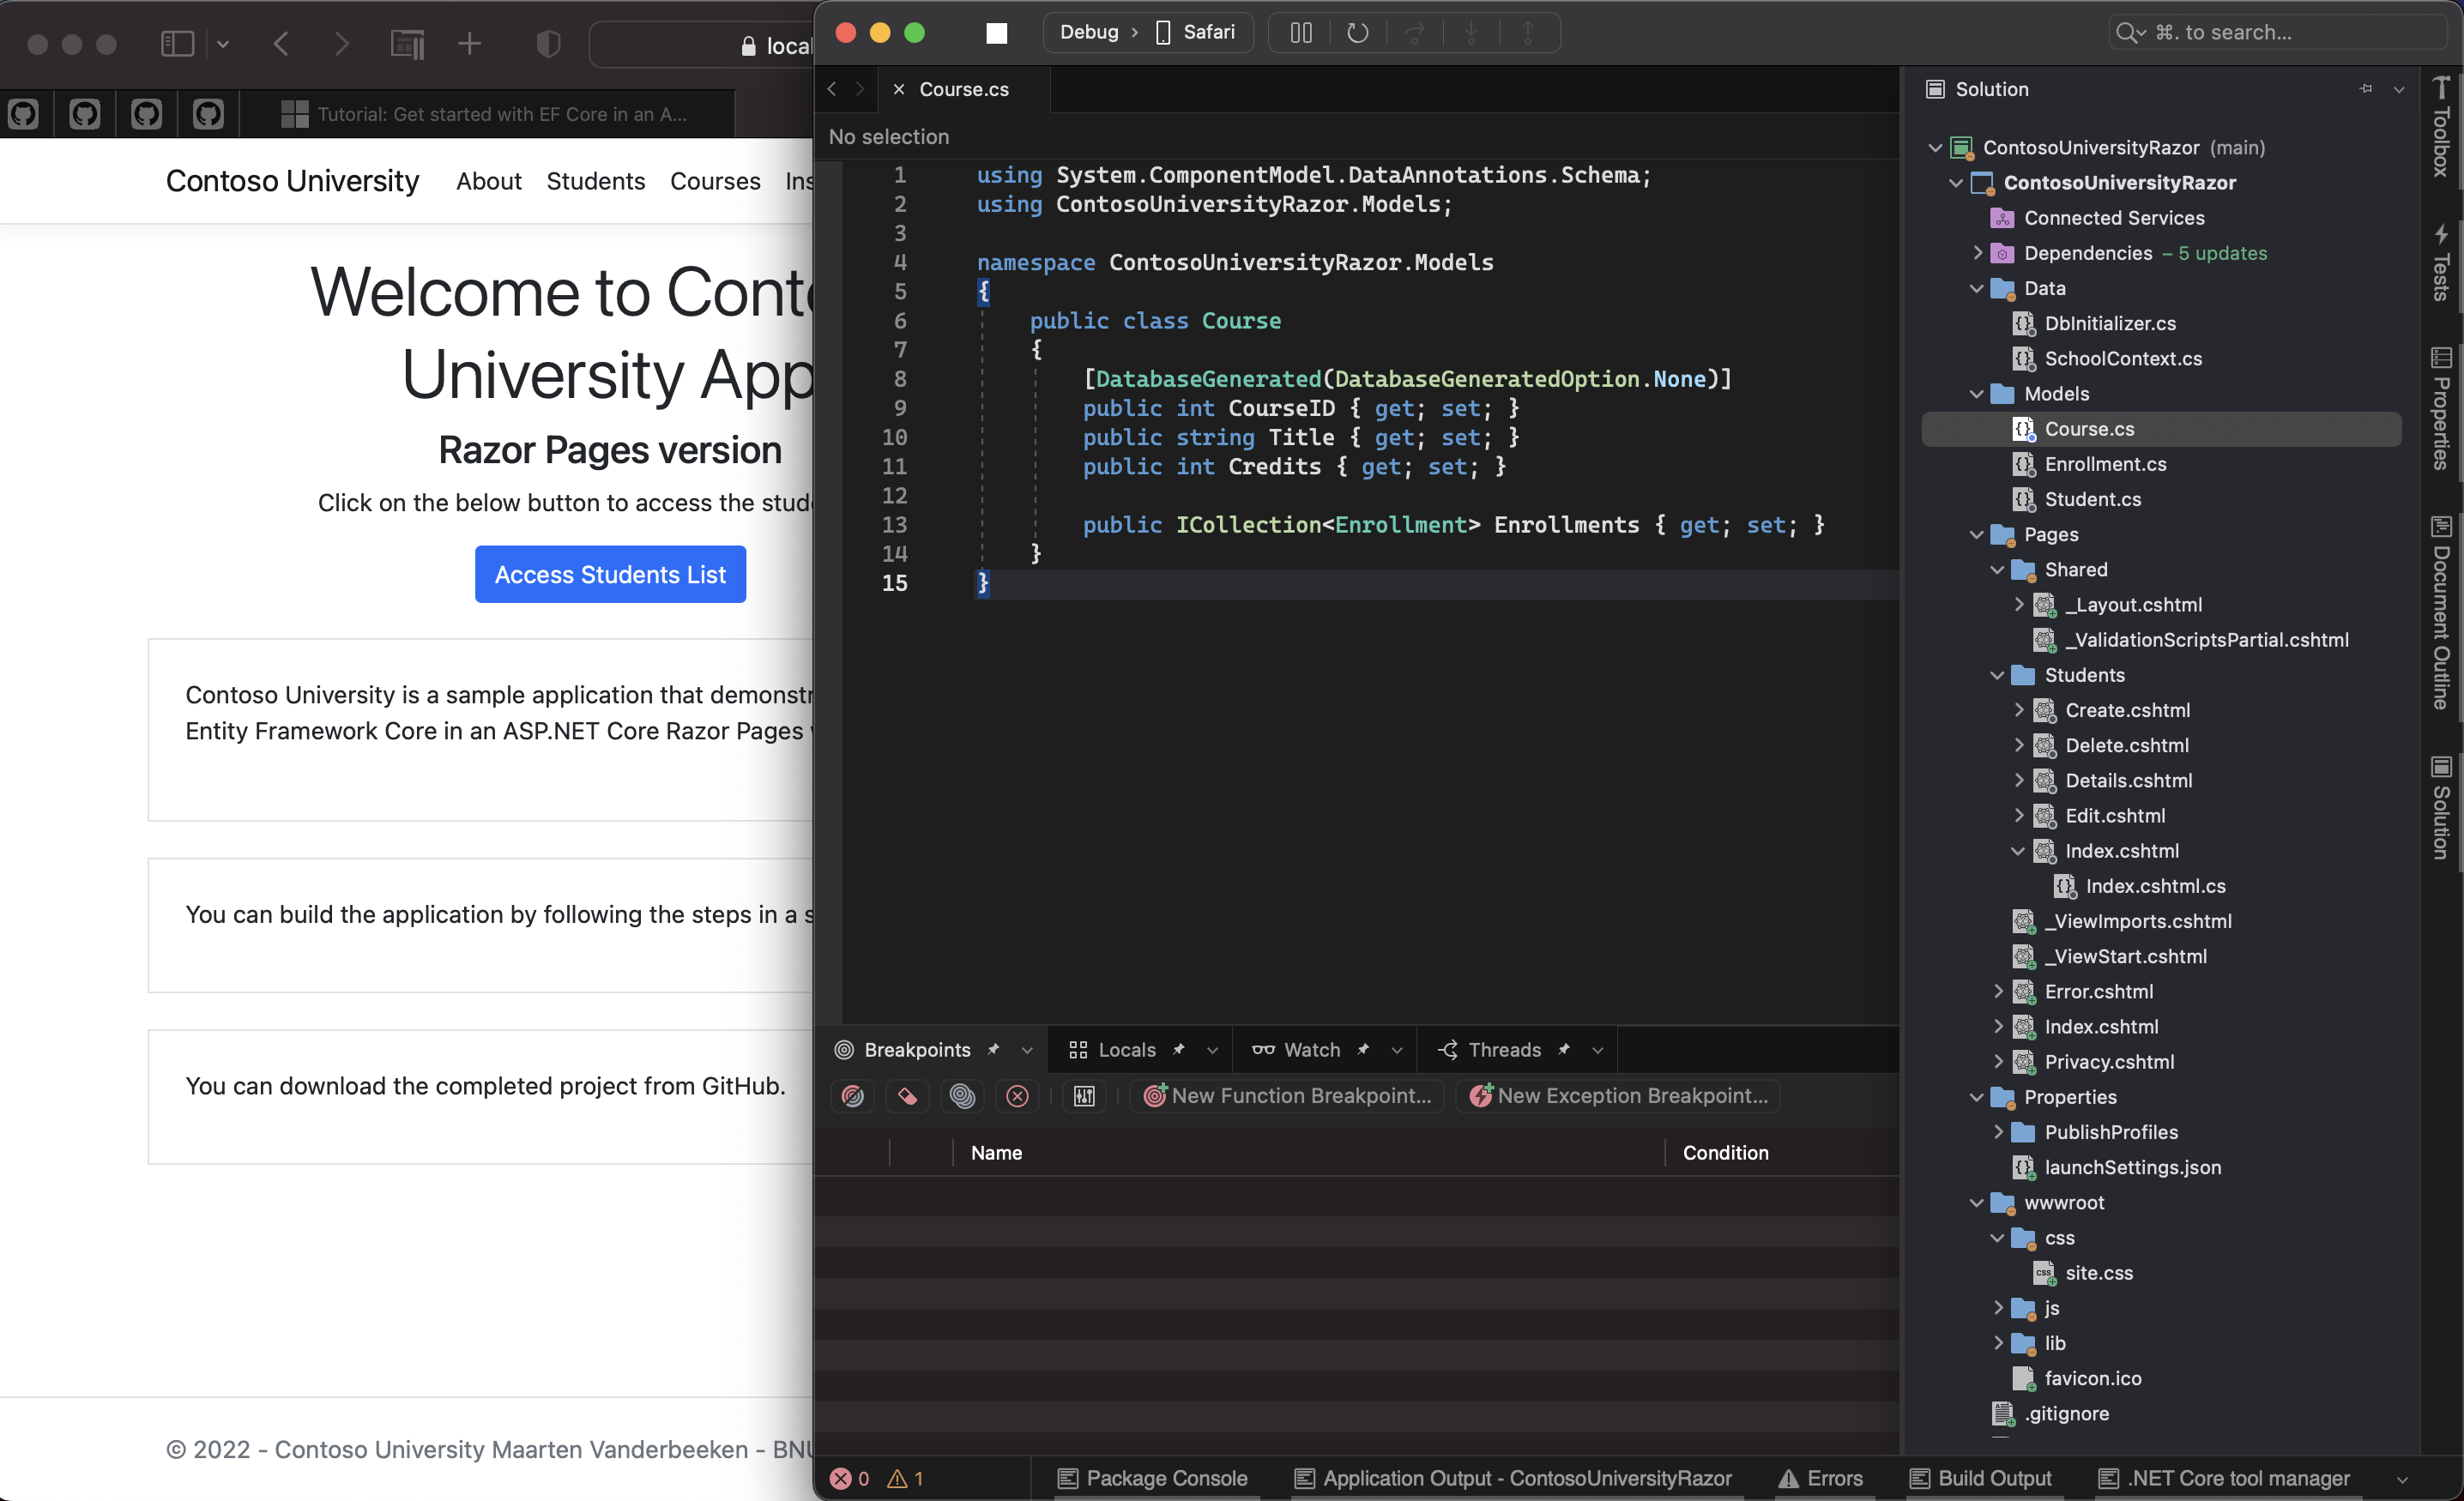 local
Tutorial: Get started with EF Core in an A...
Contoso University
About
Students
Courses
Ins
Welcome to Conto
University App
Razor Pages version
Click on the below button to access the stude
Access Students List
Contoso University is a sample application that demonstr
Entity Framework Core in an ASP.NET Core Razor Pages w
You can build the application by following the steps in a s
You can download the completed project from GitHub.
© 2022 - Contoso University Maarten Vanderbeeken - BNU
Debug › Safari
⌘. to search...
Course.cs
No selection
1 using System.ComponentModel.DataAnnotations.Schema;
2 using ContosoUniversityRazor.Models;
3
4 namespace ContosoUniversityRazor.Models
5 {
6 public class Course
7 {
8 [DatabaseGenerated(DatabaseGeneratedOption.None)]
9 public int CourseID { get; set; }
10 public string Title { get; set; }
11 public int Credits { get; set; }
12
13 public ICollection<Enrollment> Enrollments { get; set; }
14 }
15 }
Breakpoints
Locals
Watch
Threads
New Function Breakpoint...
New Exception Breakpoint...
Name
Condition
0
1
Package Console
Application Output - ContosoUniversityRazor
Errors
Build Output
.NET Core tool manager
Solution
ContosoUniversityRazor (main)
ContosoUniversityRazor
Connected Services
Dependencies – 5 updates
Data
DbInitializer.cs
SchoolContext.cs
Models
Course.cs
Enrollment.cs
Student.cs
Pages
Shared
_Layout.cshtml
_ValidationScriptsPartial.cshtml
Students
Create.cshtml
Delete.cshtml
Details.cshtml
Edit.cshtml
Index.cshtml
Index.cshtml.cs
_ViewImports.cshtml
_ViewStart.cshtml
Error.cshtml
Index.cshtml
Privacy.cshtml
Properties
PublishProfiles
launchSettings.json
wwwroot
css
site.css
js
lib
favicon.ico
.gitignore
Toolbox
Tests
Properties
Document Outline
Solution